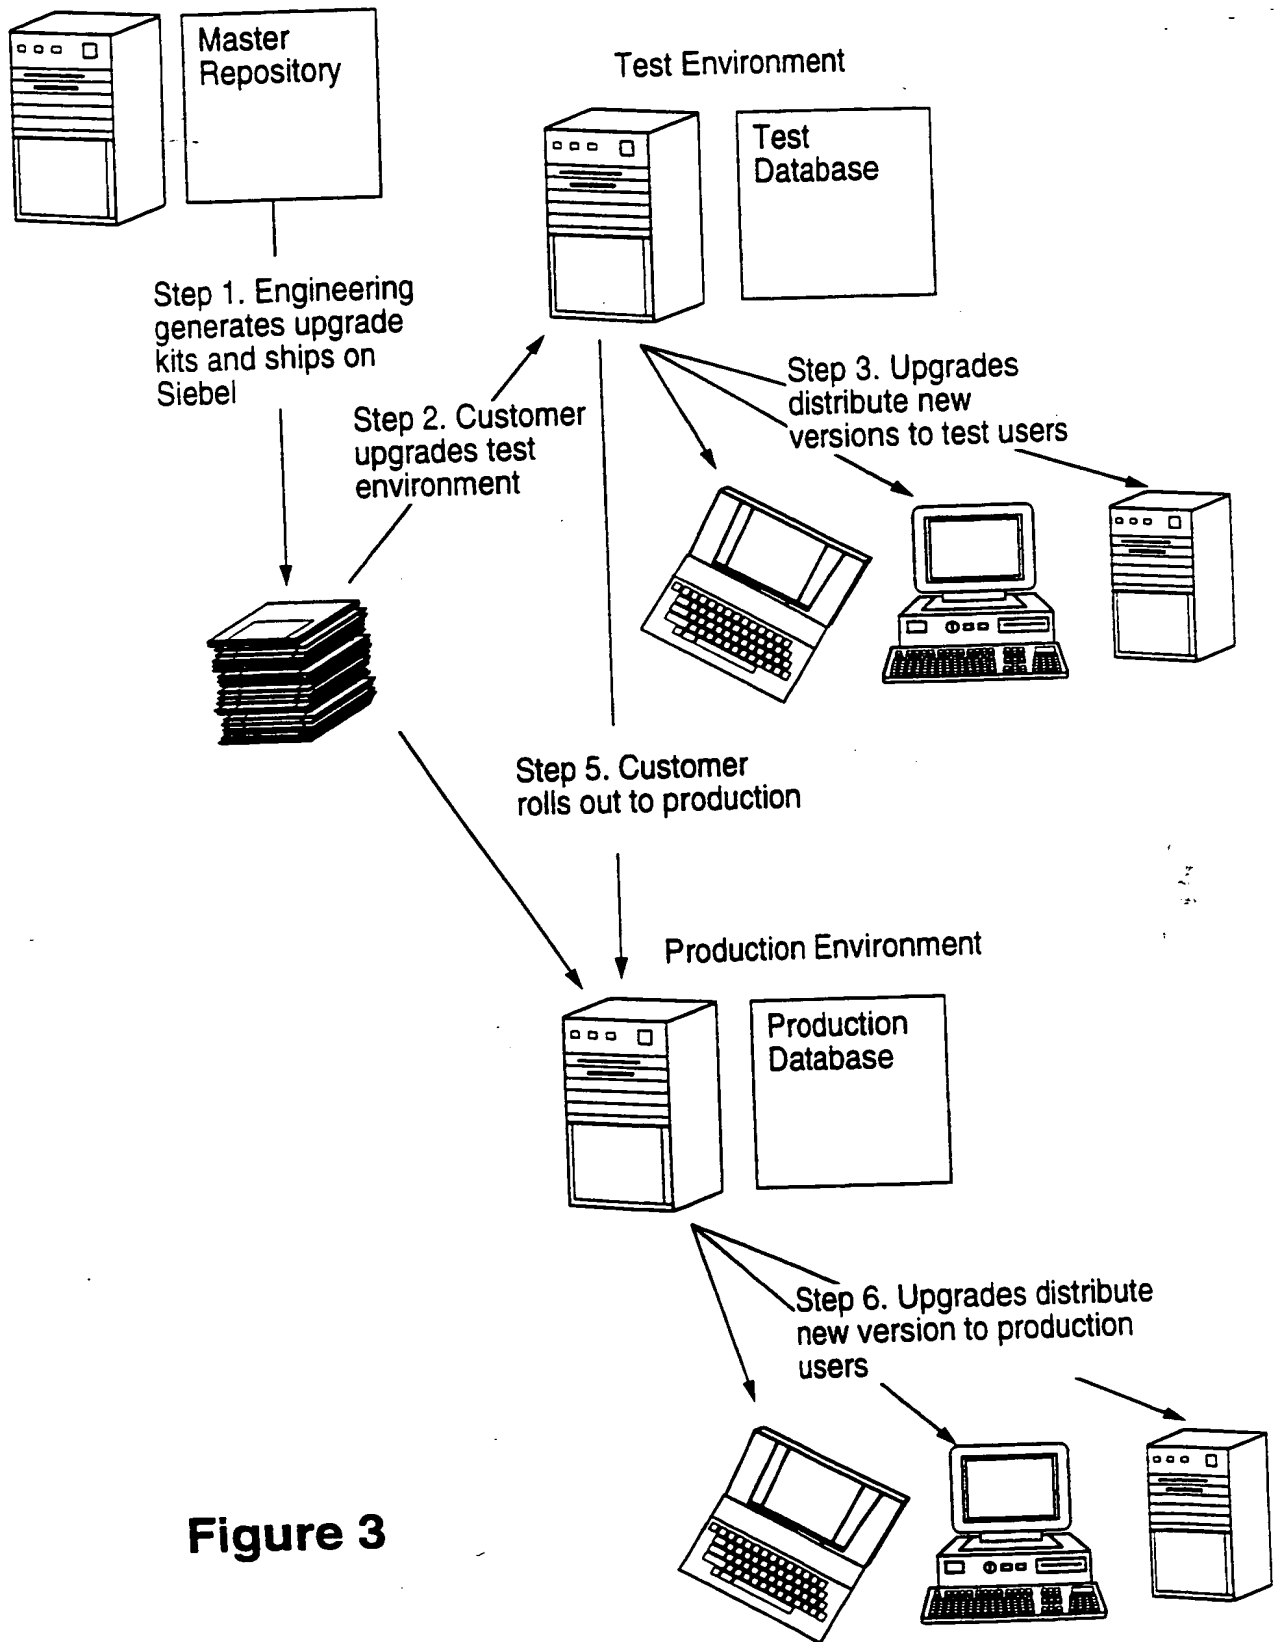 Master
Repository
Test Environment
Test
Database
Step 1. Engineering
generates upgrade
kits and ships on
Siebel
Step 2. Customer
upgrades test
environment
Step 3. Upgrades
distribute new
versions to test users
Step 5. Customer
rolls out to production
Production Environment
Production
Database
Step 6. Upgrades distribute
new version to production
users
Figure 3